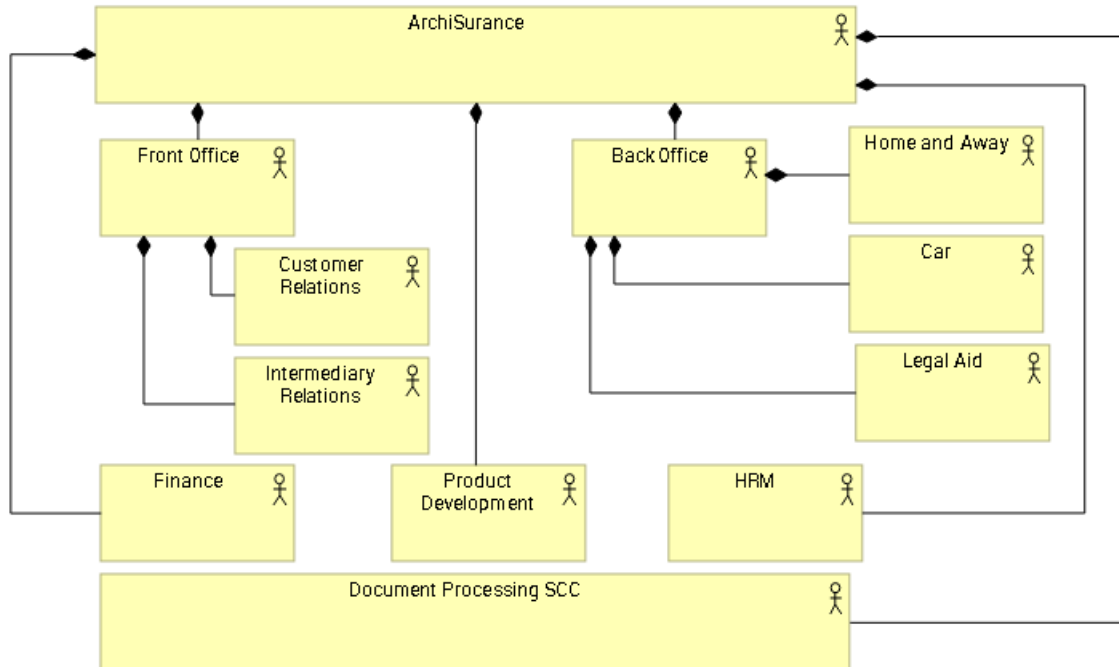 ArchiSurance
Front Office
Back Office
Home and Away
Customer
Relations
Car
Intermediary
Relations
Legal Aid
Finance
Product
Development
HRM
Document Processing SCC